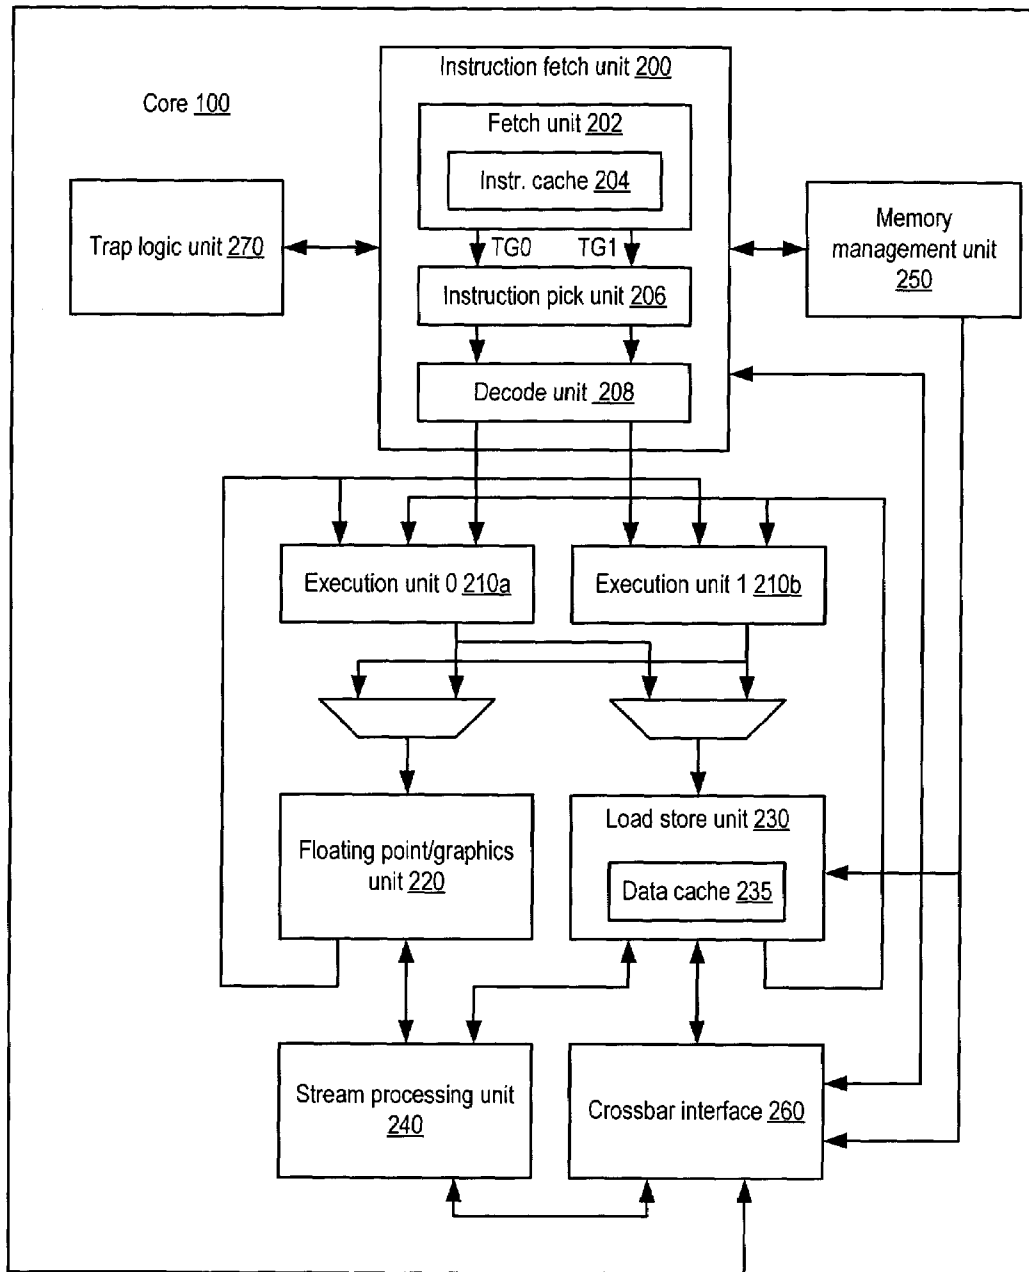 Instruction fetch unit 200
Core 100
Fetch unit 202
Instr. cache 204
Trap logic unit 270
Memory
management unit
250
TG0
TG1
Instruction pick unit 206
Decode unit 208
Execution unit 0 210a
Execution unit 1 210b
Floating point/graphics
unit 220
Load store unit 230
Data cache 235
Stream processing unit
240
Crossbar interface 260